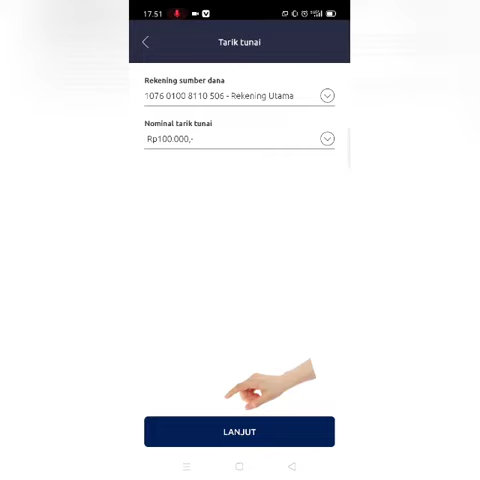 17.51
Tarik tunai
Rekening sumber dana
1076 0100 8110 506 - Rekening Utama
Nominal tarik tunai
Rp100.000,-
LANJUT